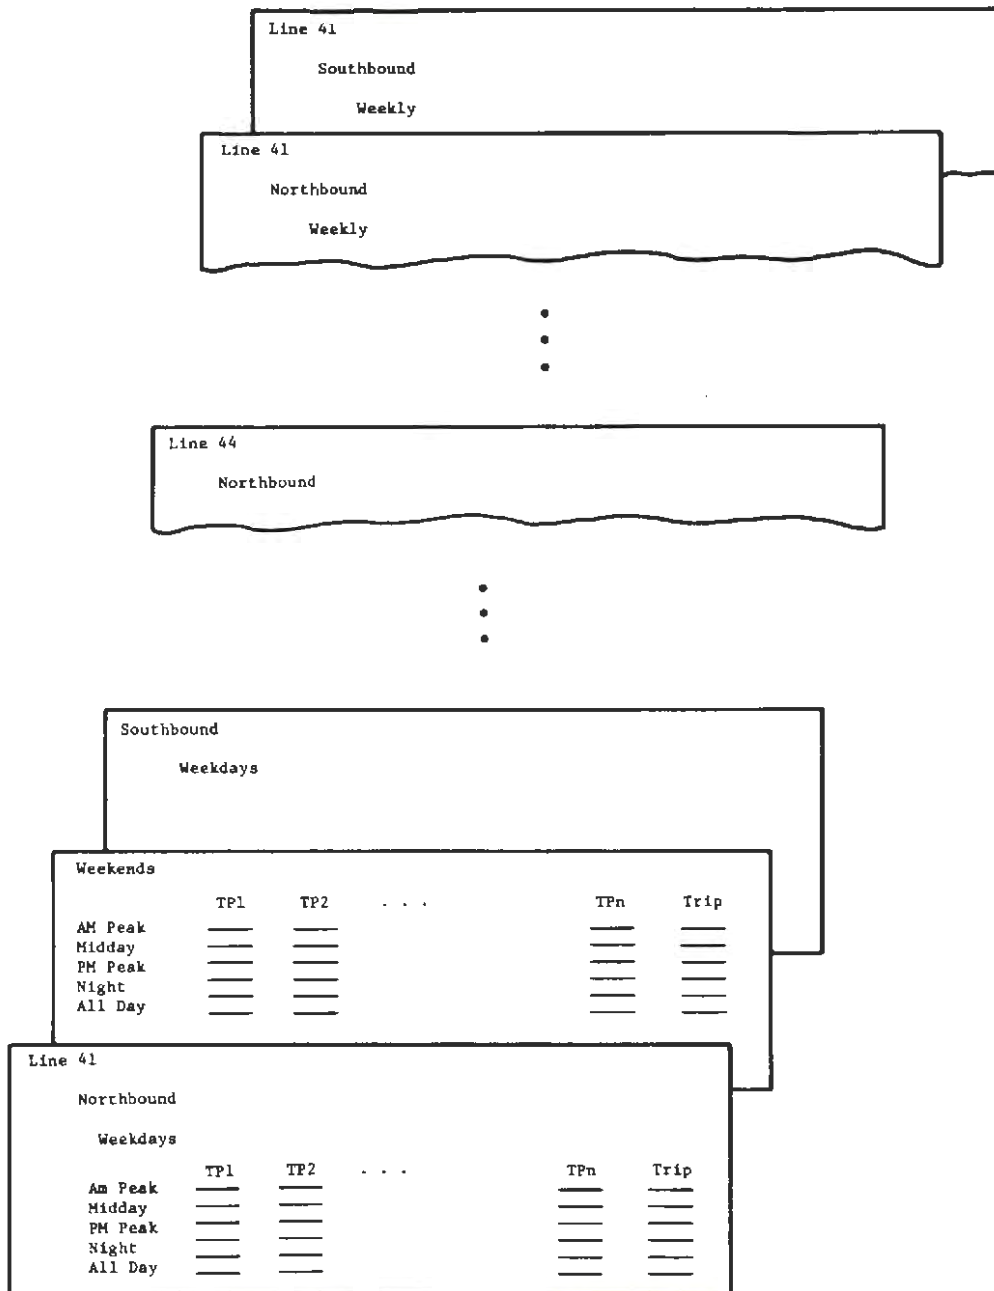 Line 41
Southbound
Weekly
Line 41
Northbound
Weekly
Line 44
Northbound
Southbound
Weekdays
Weekends
TP1 TP2 . . . TPn Trip
AM Peak
Midday
PM Peak
Night
All Day
Line 41
Northbound
Weekdays
TP1 TP2 . . . TPn Trip
Am Peak
Midday
PM Peak
Night
All Day